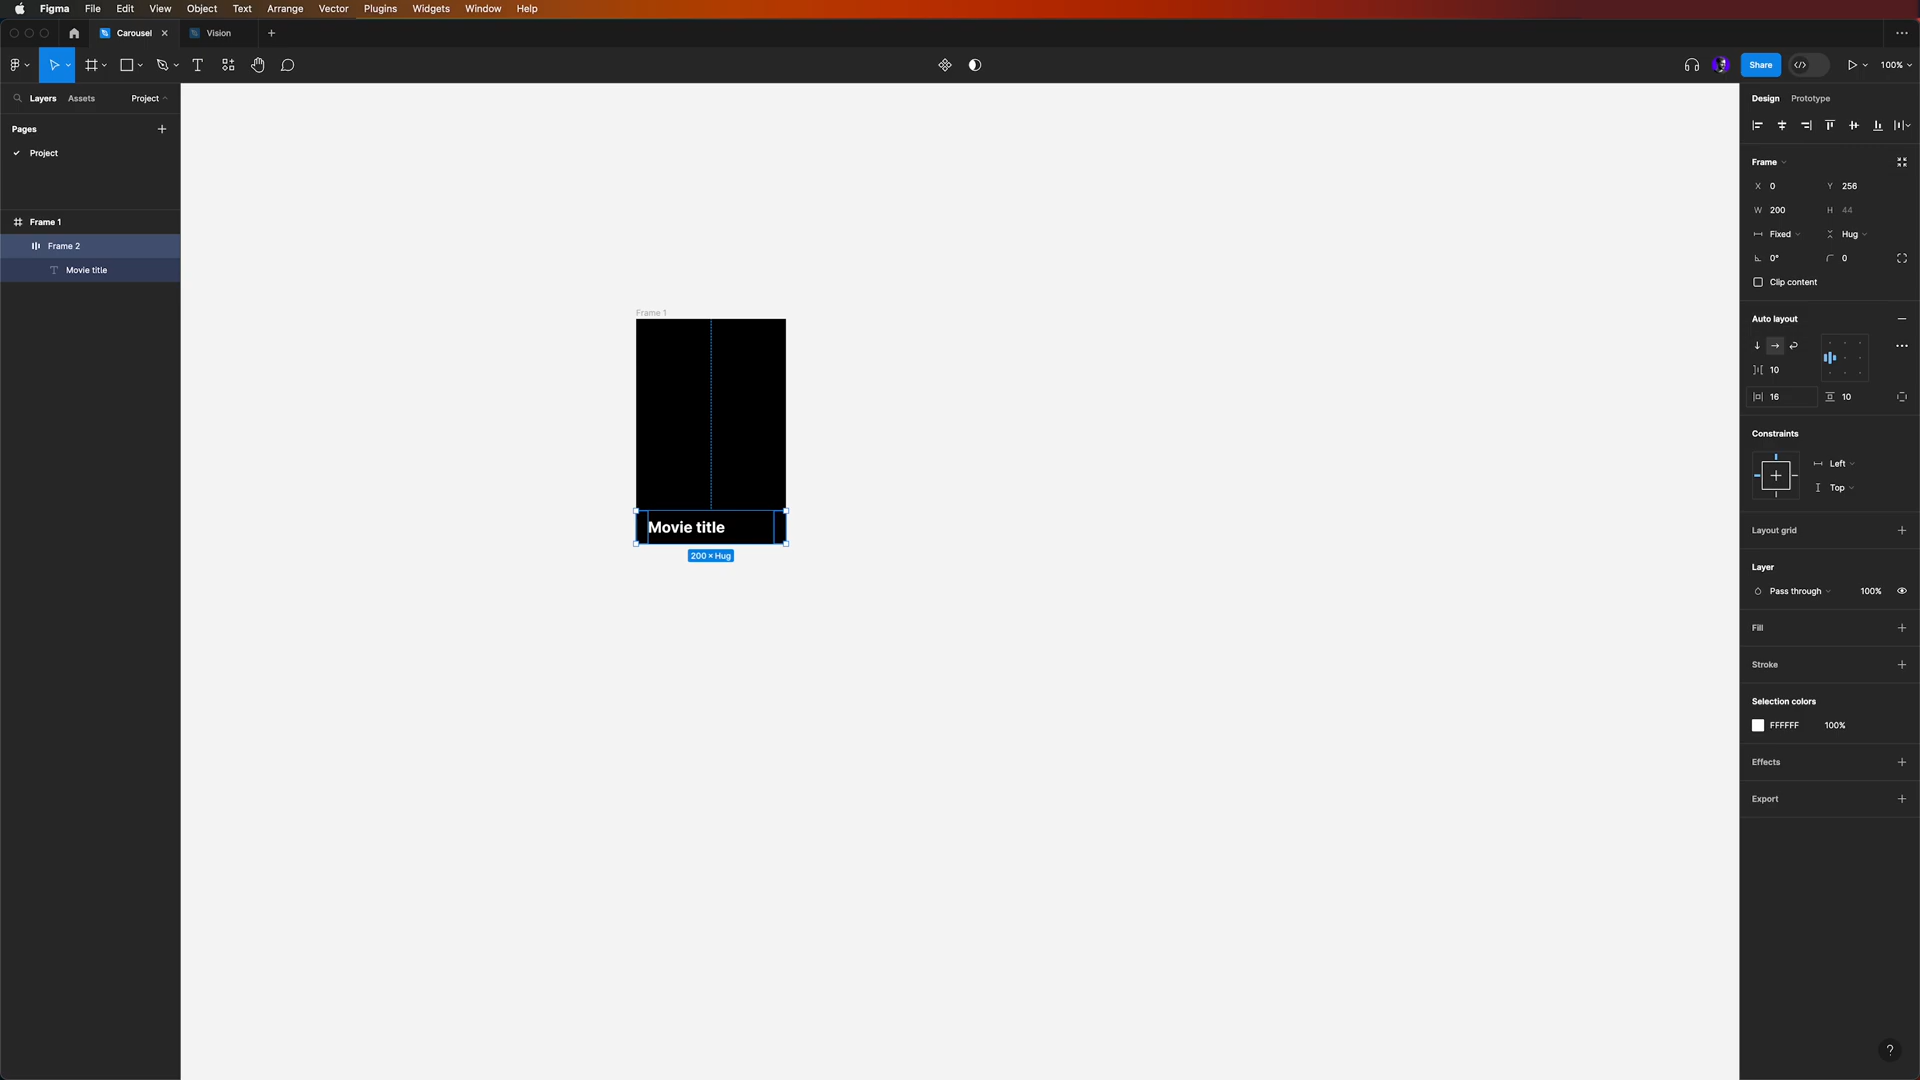 Figma File Edit View Object Text Arrange Vector Plugins Widgets Window Help
Carousel Vision
Share 100%
Layers Assets Project
Pages
Project
Frame 1
Frame 2
Movie title
Frame 1
Movie title
200 × Hug
Design Prototype
Frame
X 0 Y 256
W 200 H 44
Fixed Hug
0° 0
Clip content
Auto layout
10
16 10
Constraints
Left
Top
Layout grid
Layer
Pass through 100%
Fill
Stroke
Selection colors
FFFFFF 100%
Effects
Export
?